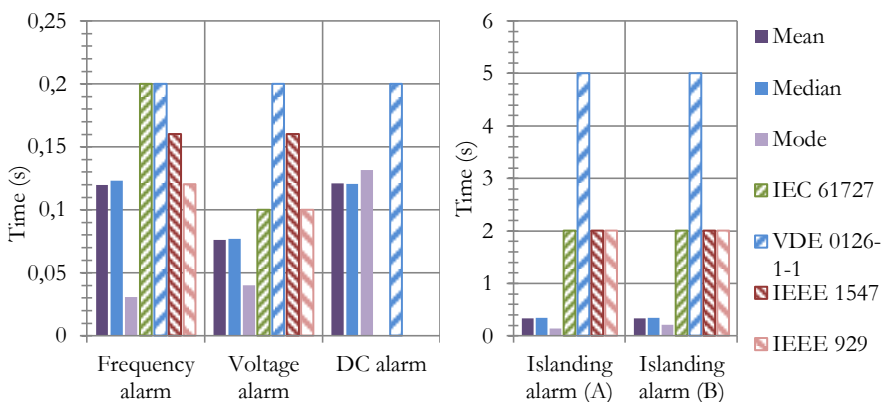 0,25
0,2
0,15
0,1
0,05
0
Time (s)
Frequency
alarm
Voltage
alarm
DC alarm
6
5
4
3
2
1
0
Time (s)
Islanding
alarm (A)
Islanding
alarm (B)
Mean
Median
Mode
IEC 61727
VDE 0126-
1-1
IEEE 1547
IEEE 929